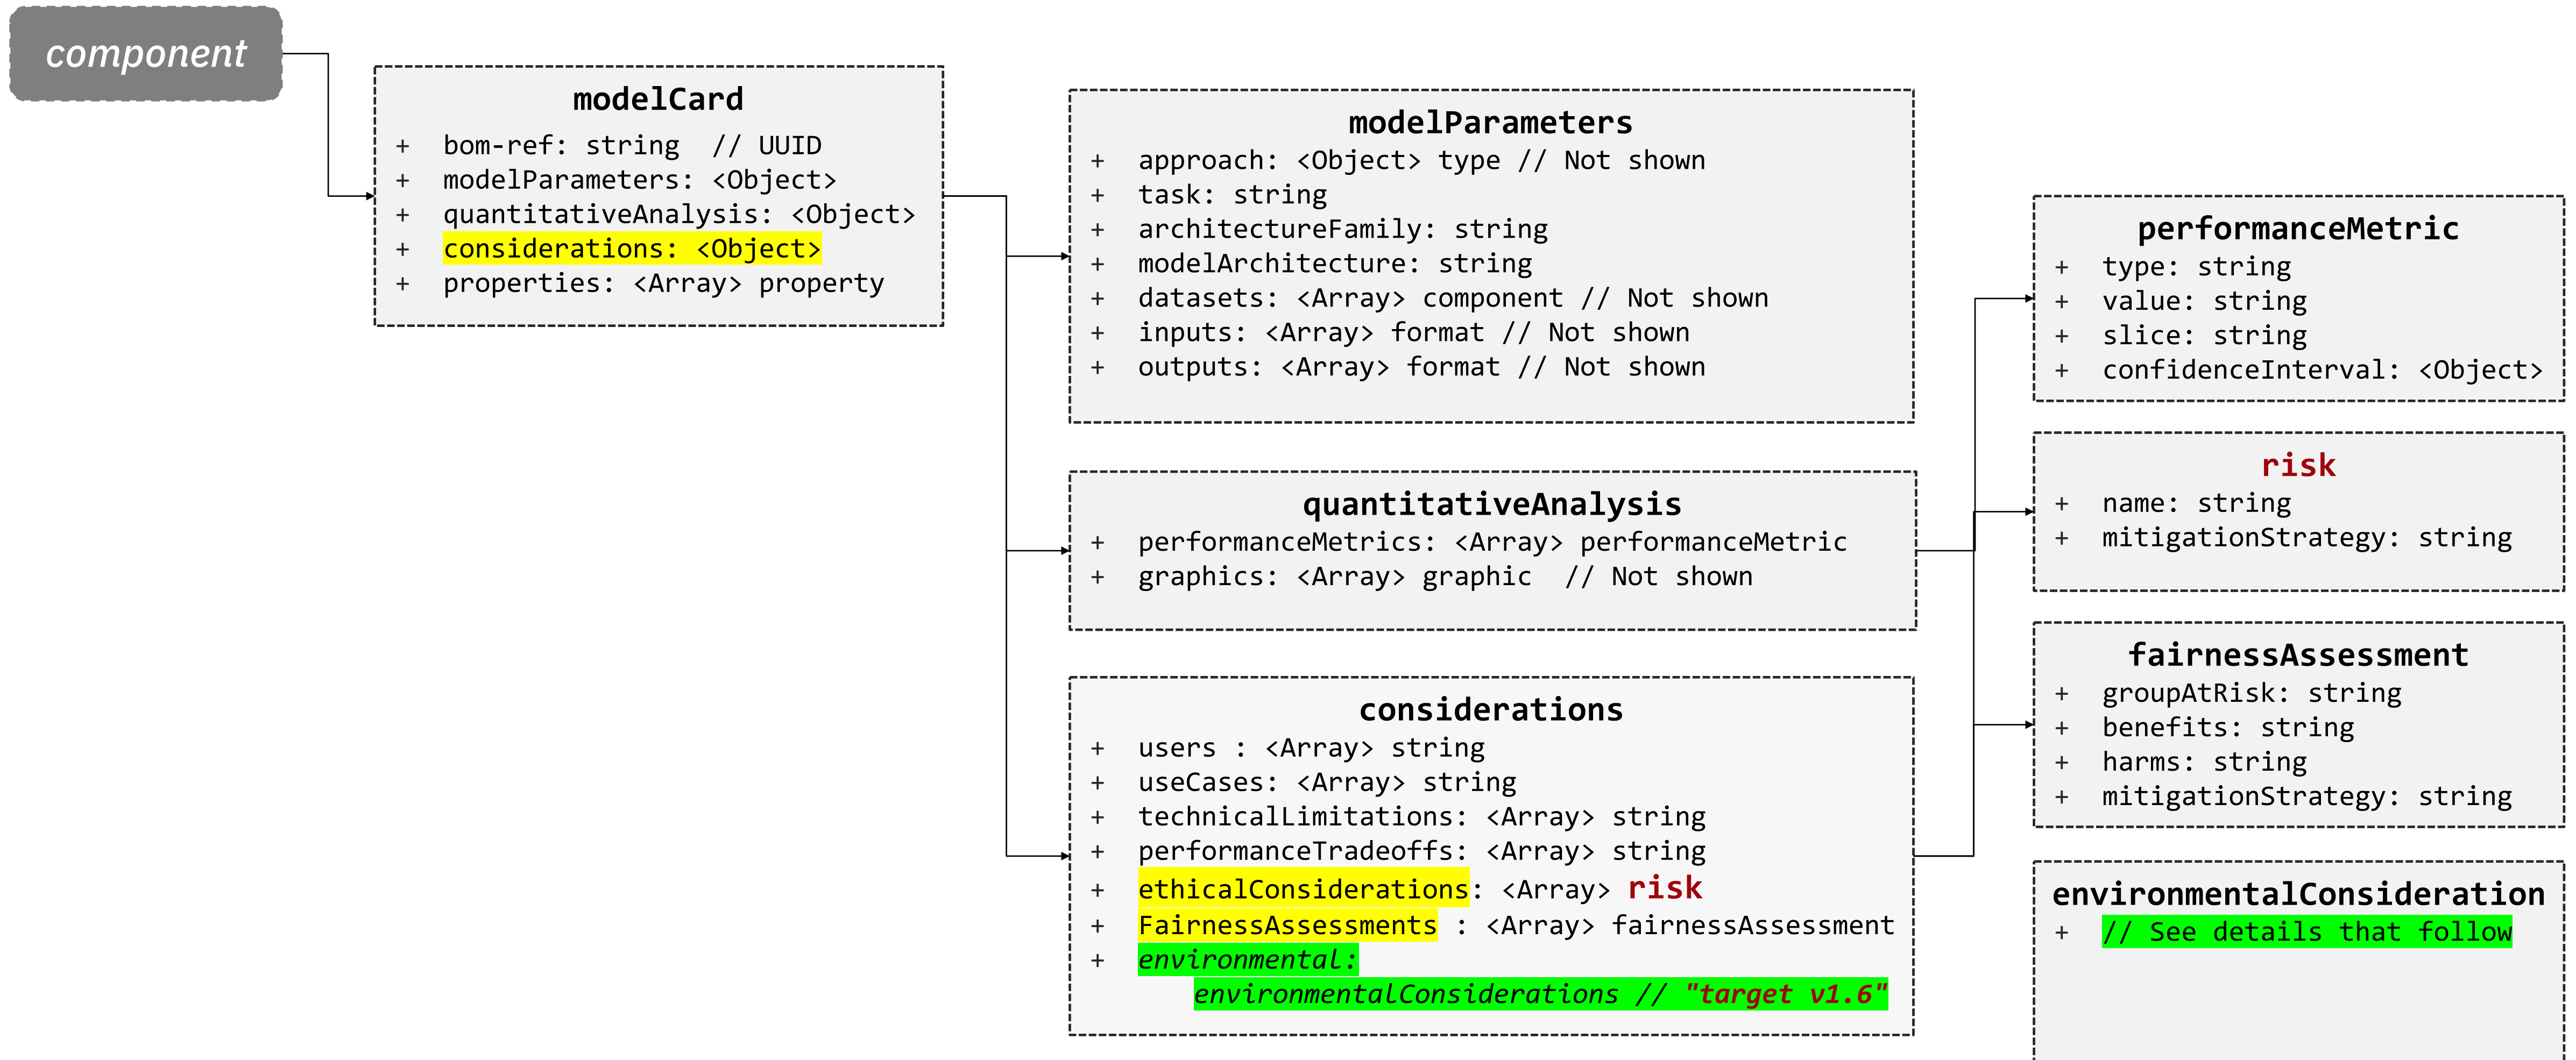 component
modelCard
+ bom-ref: string // UUID
+ modelParameters: <Object>
+ quantitativeAnalysis: <Object>
+ considerations: <Object>
+ properties: <Array> property
modelParameters
+ approach: <Object> type // Not shown
+ task: string
+ architectureFamily: string
+ modelArchitecture: string
+ datasets: <Array> component // Not shown
+ inputs: <Array> format // Not shown
+ outputs: <Array> format // Not shown
quantitativeAnalysis
+ performanceMetrics: <Array> performanceMetric
+ graphics: <Array> graphic // Not shown
considerations
+ users : <Array> string
+ useCases: <Array> string
+ technicalLimitations: <Array> string
+ performanceTradeoffs: <Array> string
+ ethicalConsiderations: <Array> risk
+ FairnessAssessments : <Array> fairnessAssessment
+ environmental:
environmentalConsiderations // "target v1.6"
performanceMetric
+ type: string
+ value: string
+ slice: string
+ confidenceInterval: <Object>
risk
+ name: string
+ mitigationStrategy: string
fairnessAssessment
+ groupAtRisk: string
+ benefits: string
+ harms: string
+ mitigationStrategy: string
environmentalConsideration
+ // See details that follow